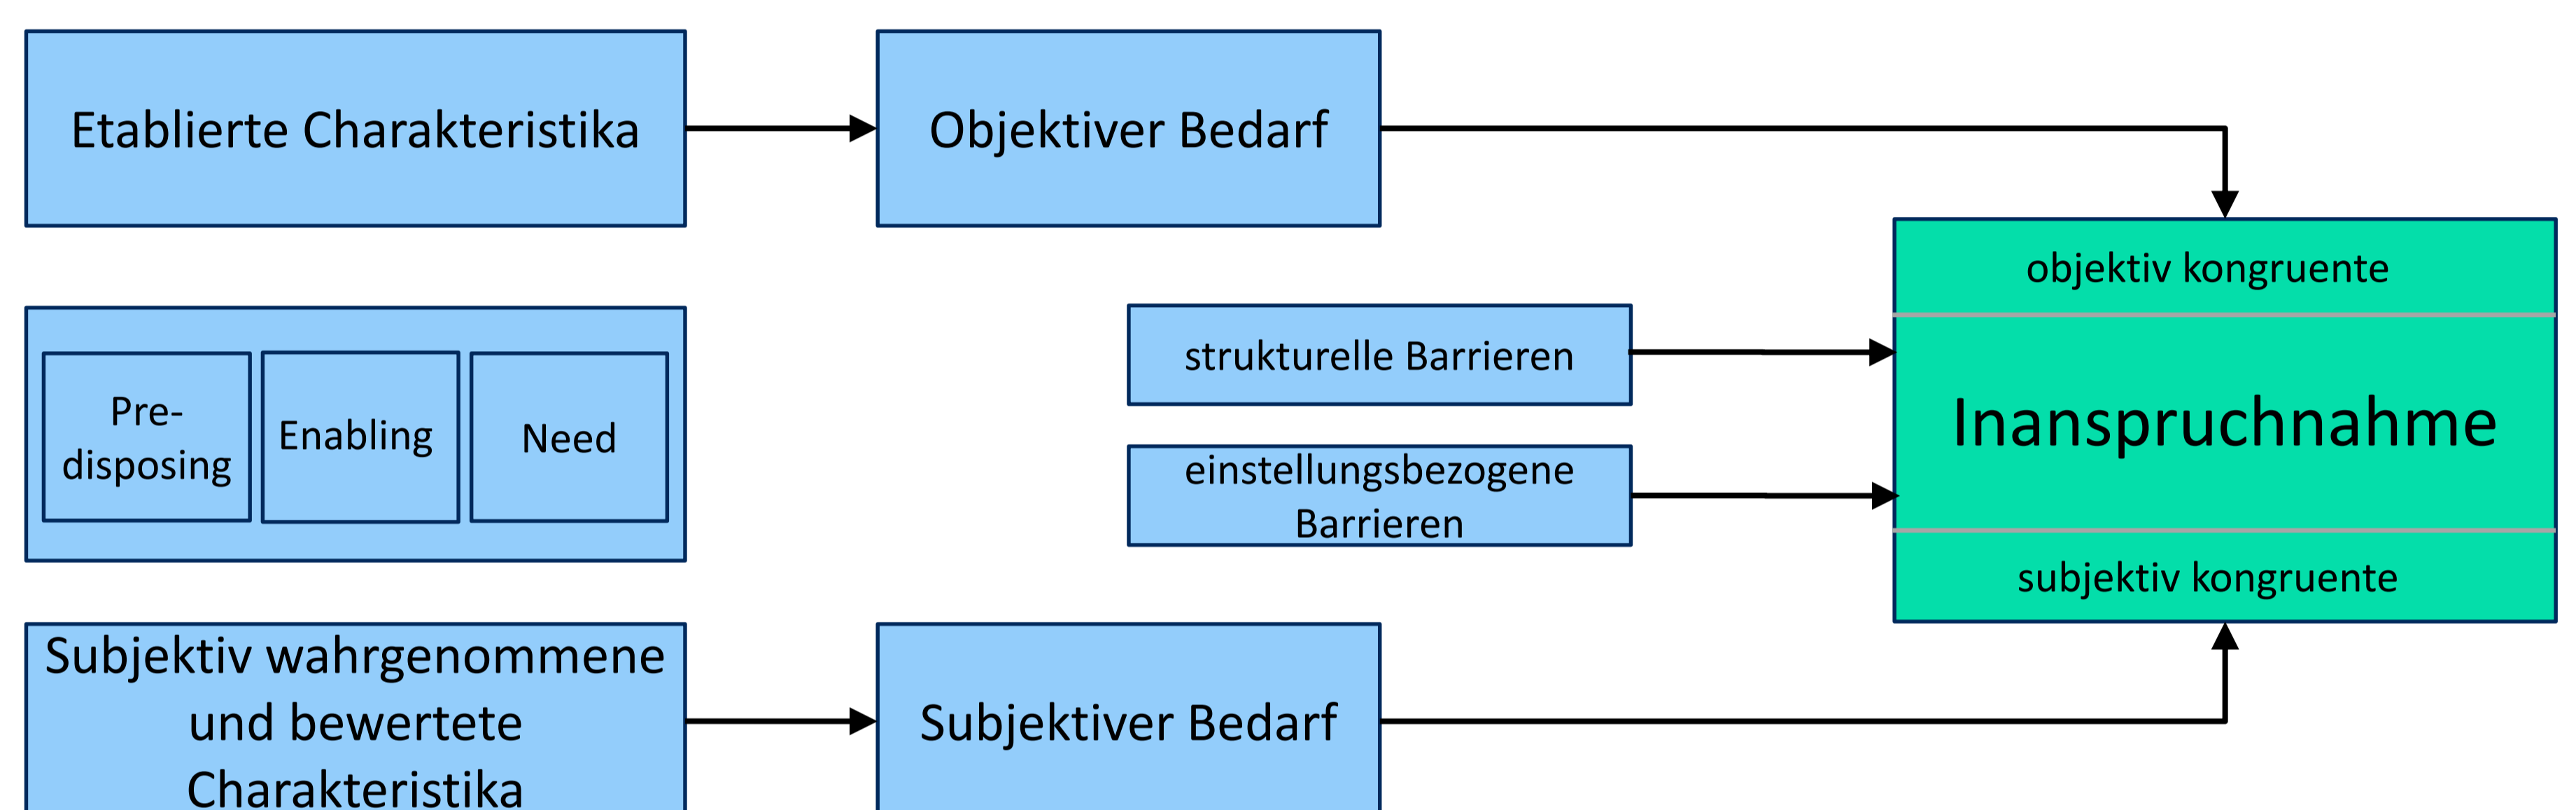 Etablierte Charakteristika
Objektiver Bedarf
objektiv kongruente
Inanspruchnahme
subjektiv kongruente
strukturelle Barrieren
einstellungsbezogene
Barrieren
Pre-
disposing
Enabling
Need
Subjektiv wahrgenommene
und bewertete
Charakteristika
Subjektiver Bedarf